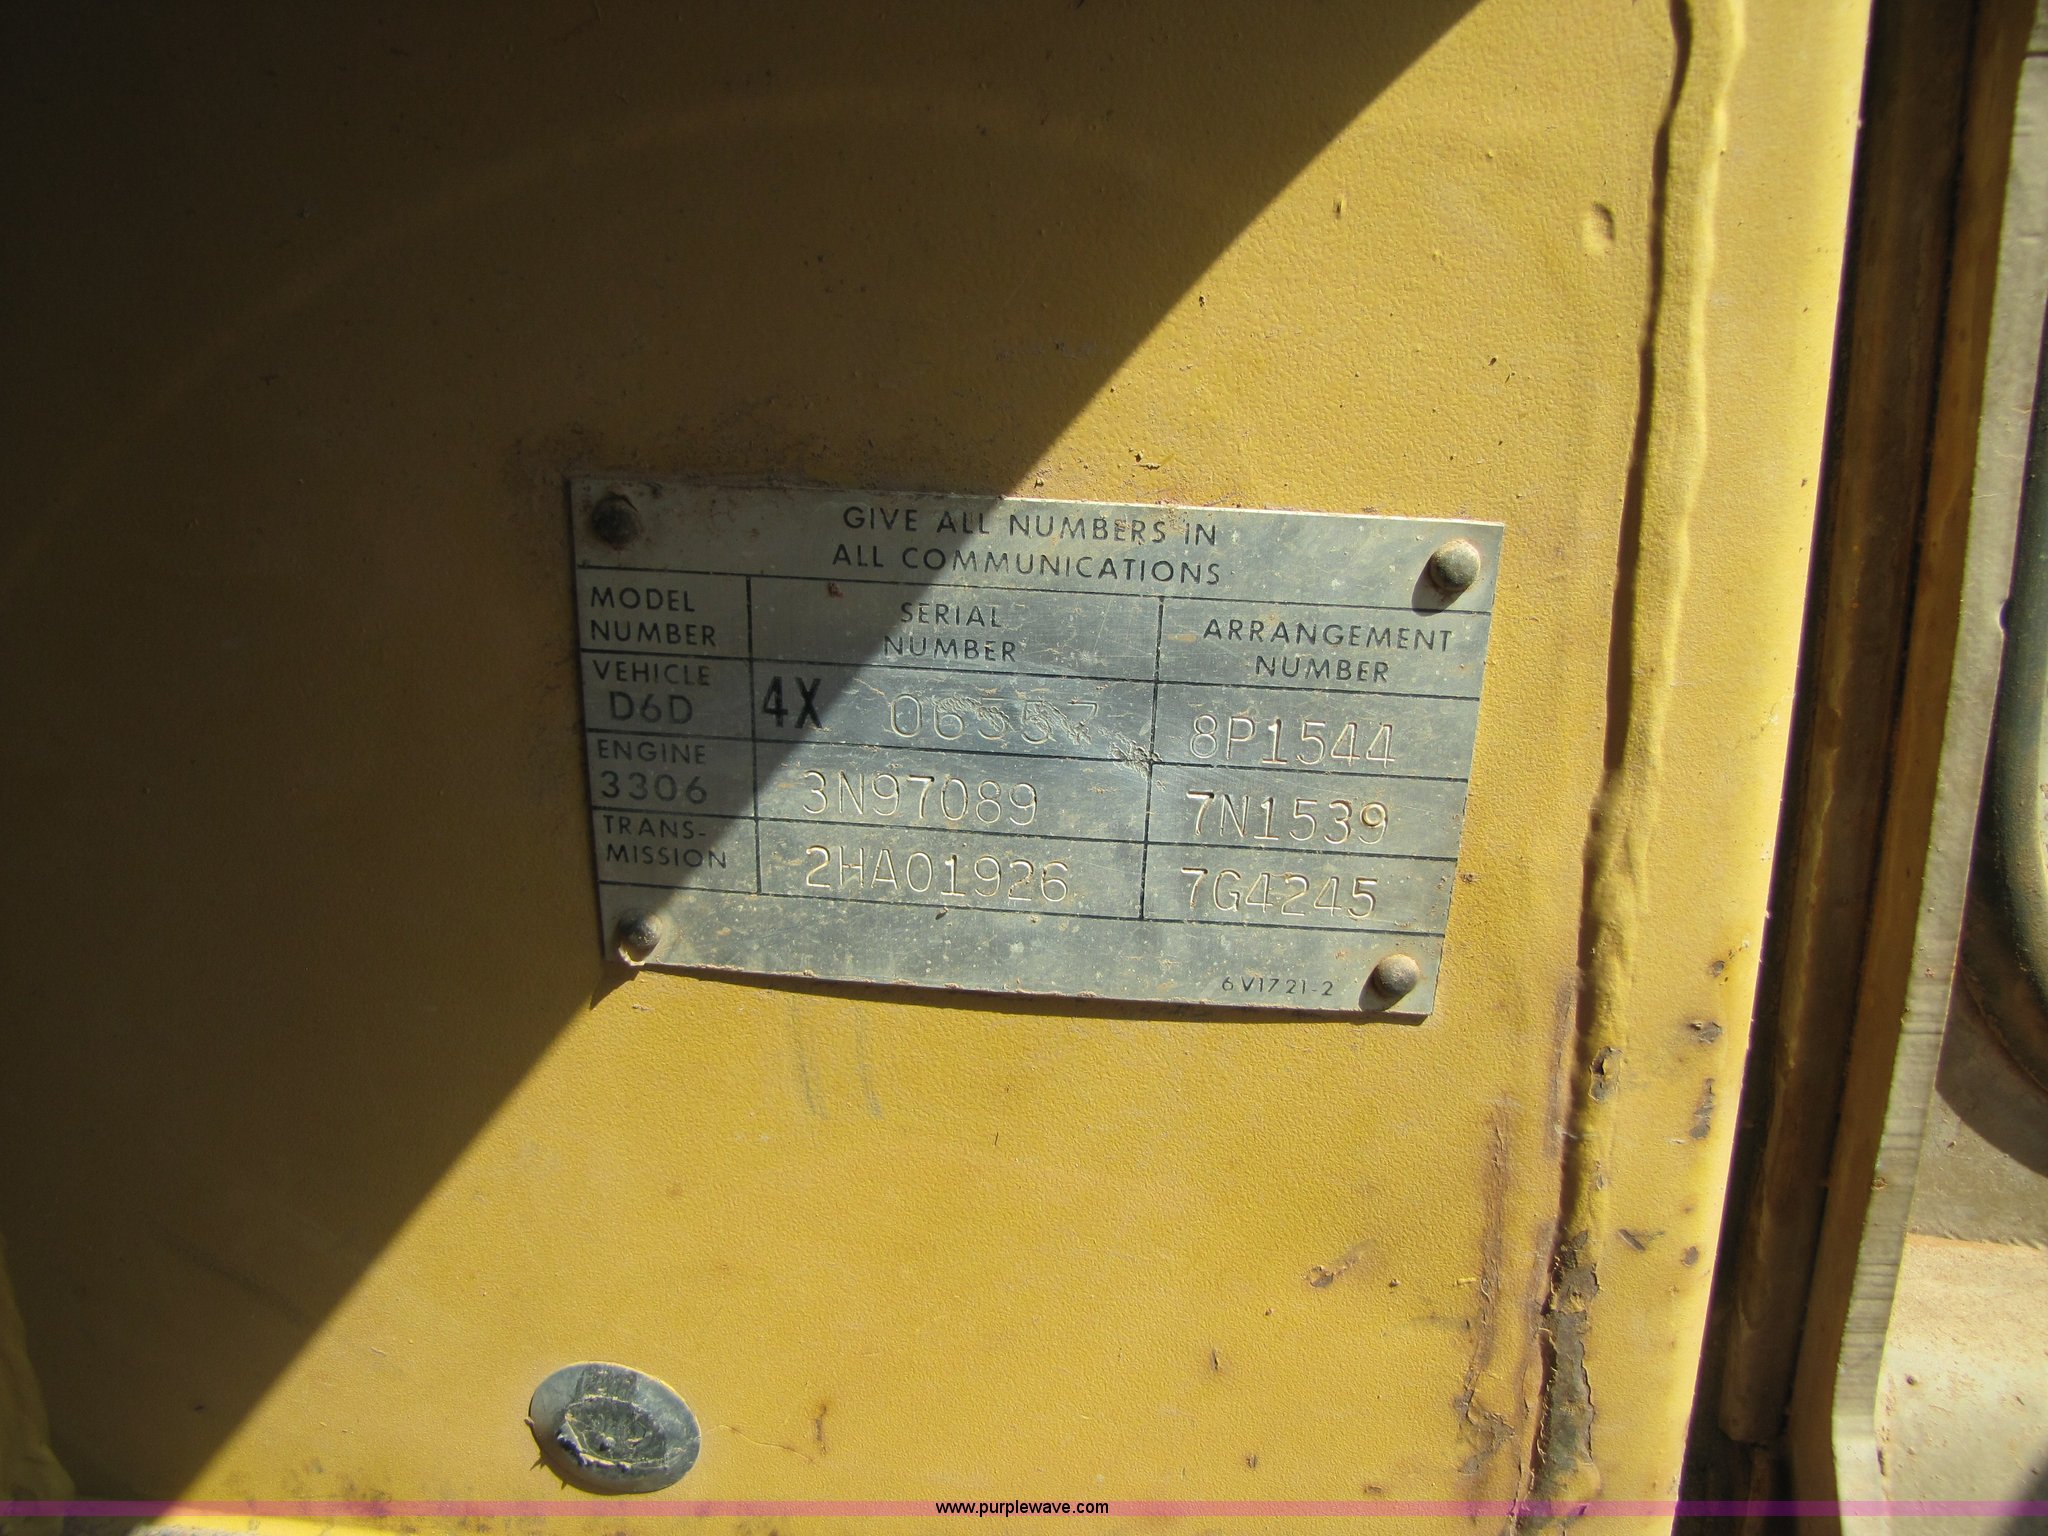 GIVE ALL NUMBERS IN
ALL COMMUNICATIONS
MODEL NUMBER
SERIAL NUMBER
ARRANGEMENT NUMBER
VEHICLE
D6D 4X 8P1544
ENGINE
3306 3N97089 7N1539
TRANS-
MISSION 2HA01926 7G4245
6V1721-2
www.purplewave.com